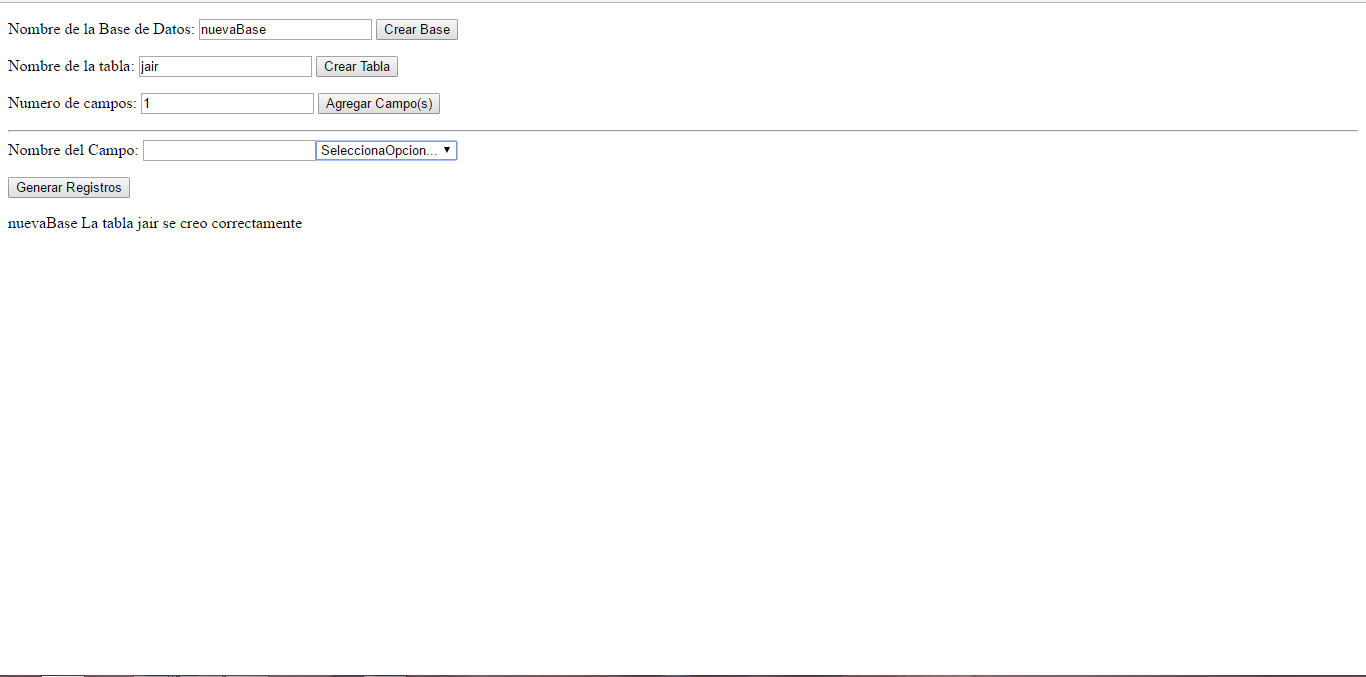 Nombre de la Base de Datos: nuevaBase Crear Base
Nombre de la tabla: jair Crear Tabla
Numero de campos: 1 Agregar Campo(s)
Nombre del Campo: SeleccionaOpcion...
Generar Registros
nuevaBase La tabla jair se creo correctamente